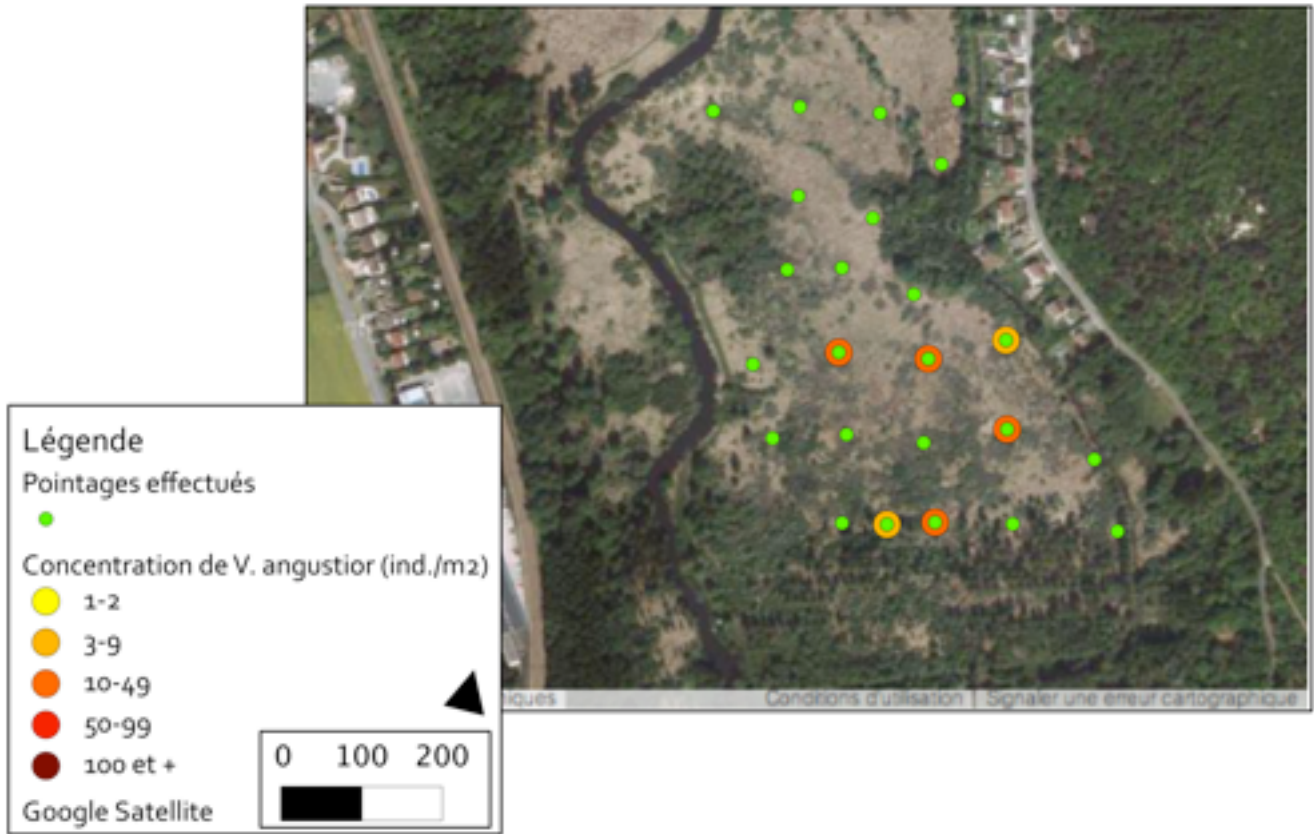 Légende
Pointages effectués
Concentration de V. angustior (ind./m2)
1-2
3-9
10-49
50-99
100 et +
0 100 200
Google Satellite
iques Conditions d'utilisation Signaler une erreur cartographique